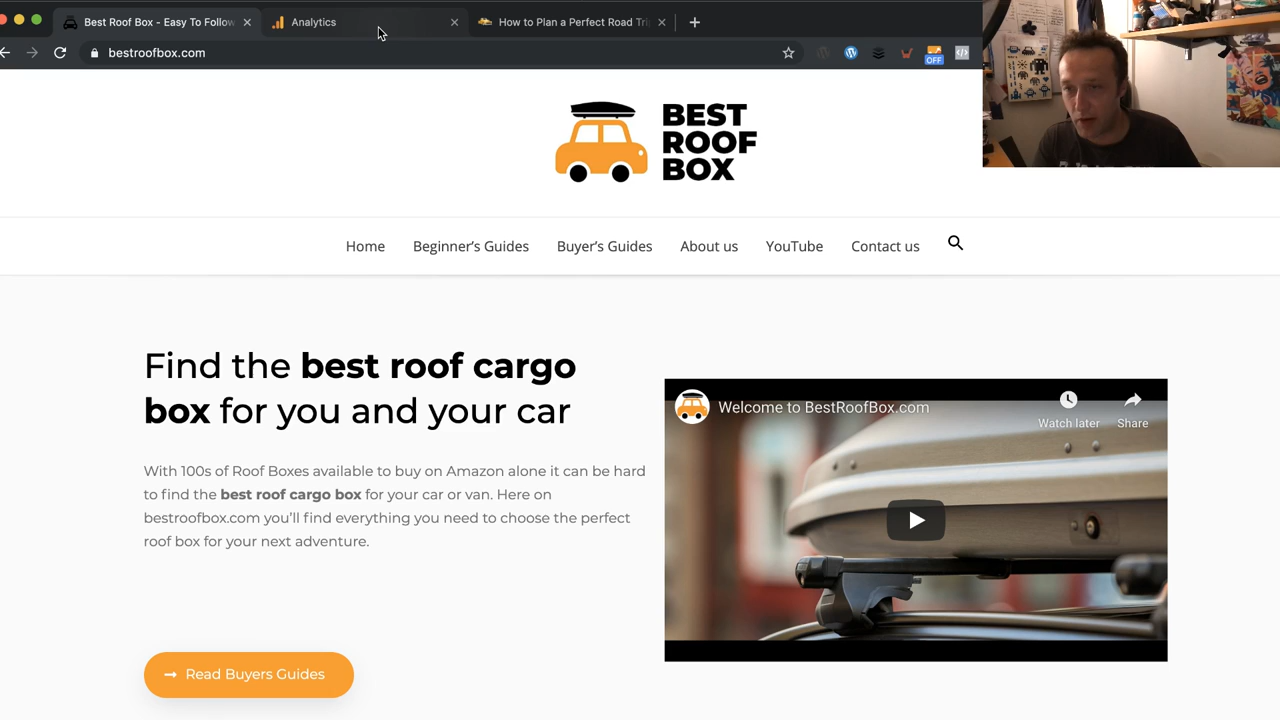 Best Roof Box - Easy To Follow
Analytics
How to Plan a Perfect Road Tri
bestroofbox.com
OFF
BEST
ROOF
BOX
Home
Beginner’s Guides
Buyer’s Guides
About us
YouTube
Contact us
Find the best roof cargo
box for you and your car
With 100s of Roof Boxes available to buy on Amazon alone it can be hard
to find the best roof cargo box for your car or van. Here on
bestroofbox.com you’ll find everything you need to choose the perfect
roof box for your next adventure.
Read Buyers Guides
Welcome to BestRoofBox.com
Watch later
Share